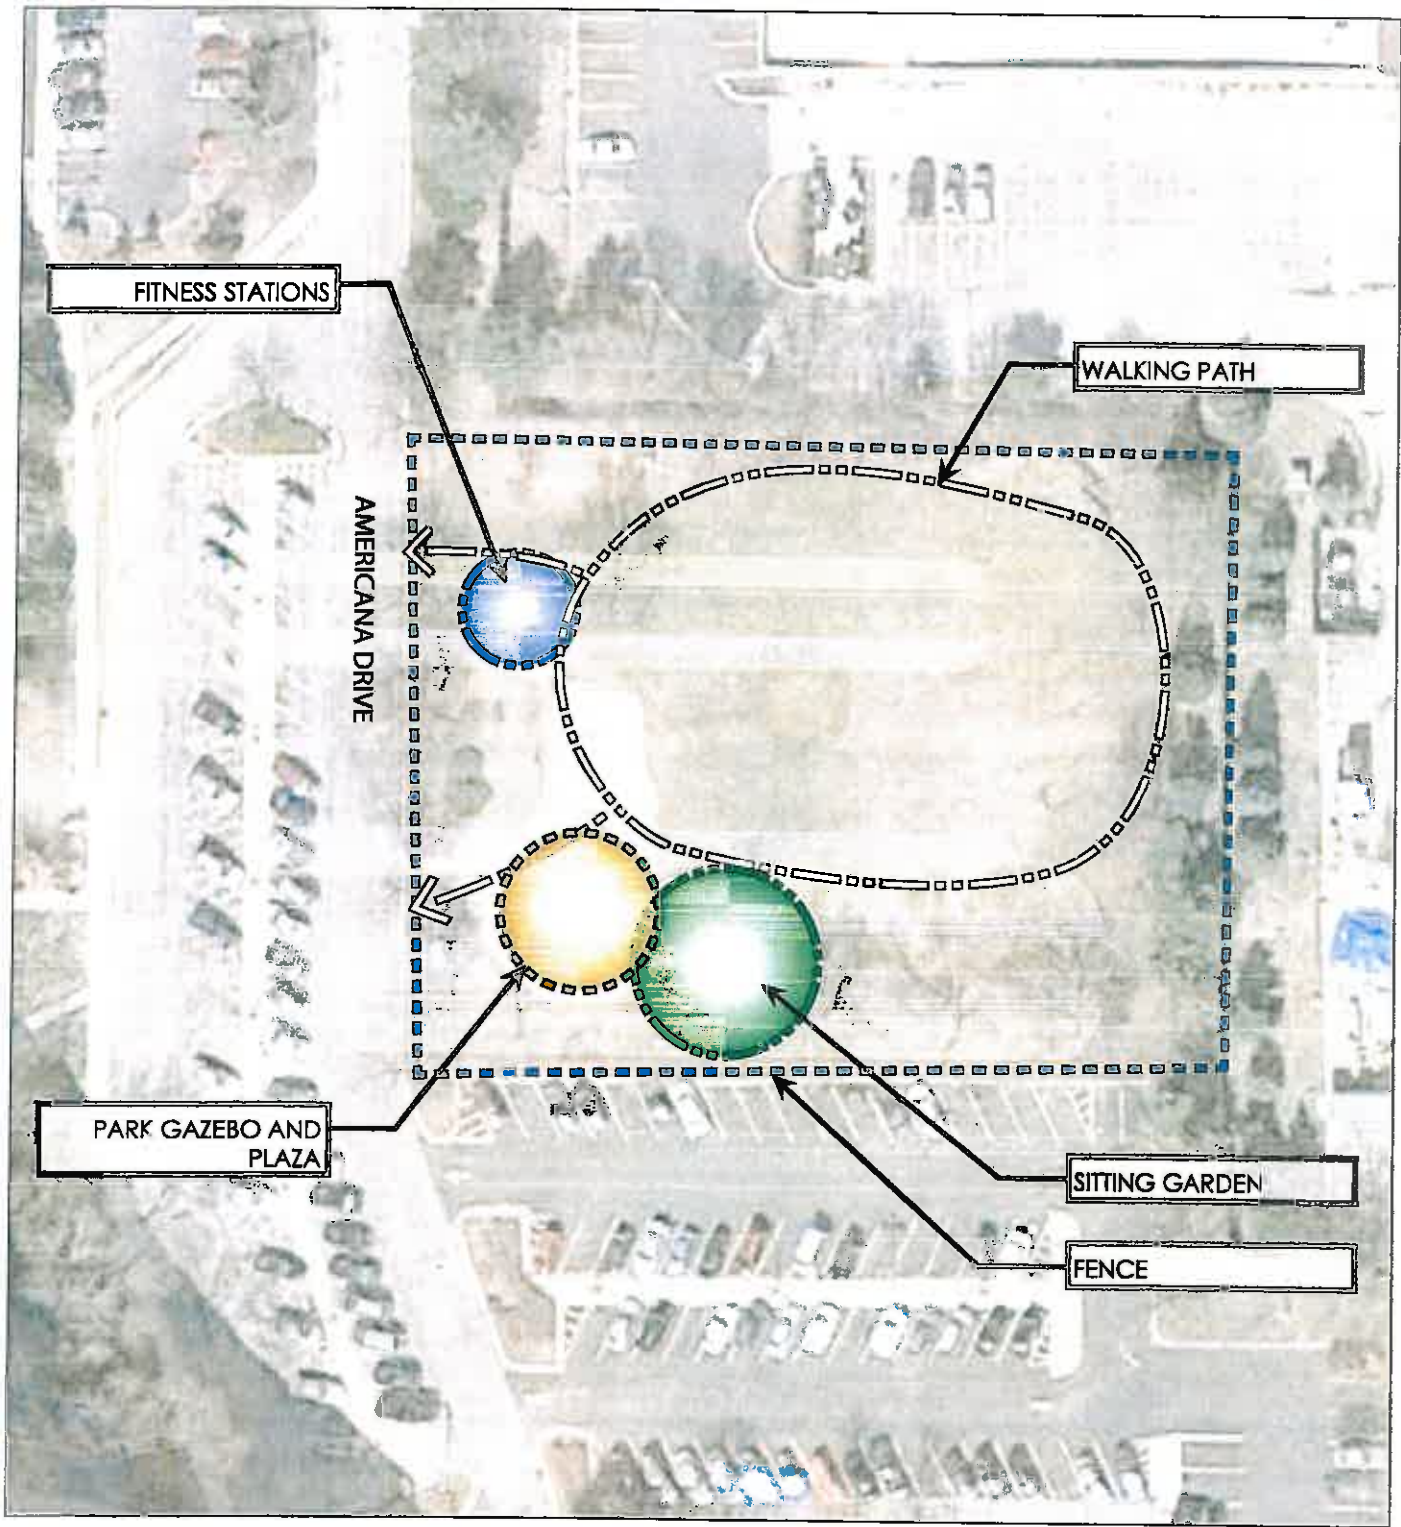 FITNESS STATIONS
WALKING PATH
AMERICANA DRIVE
PARK GAZEBO AND
PLAZA
SITTING GARDEN
FENCE